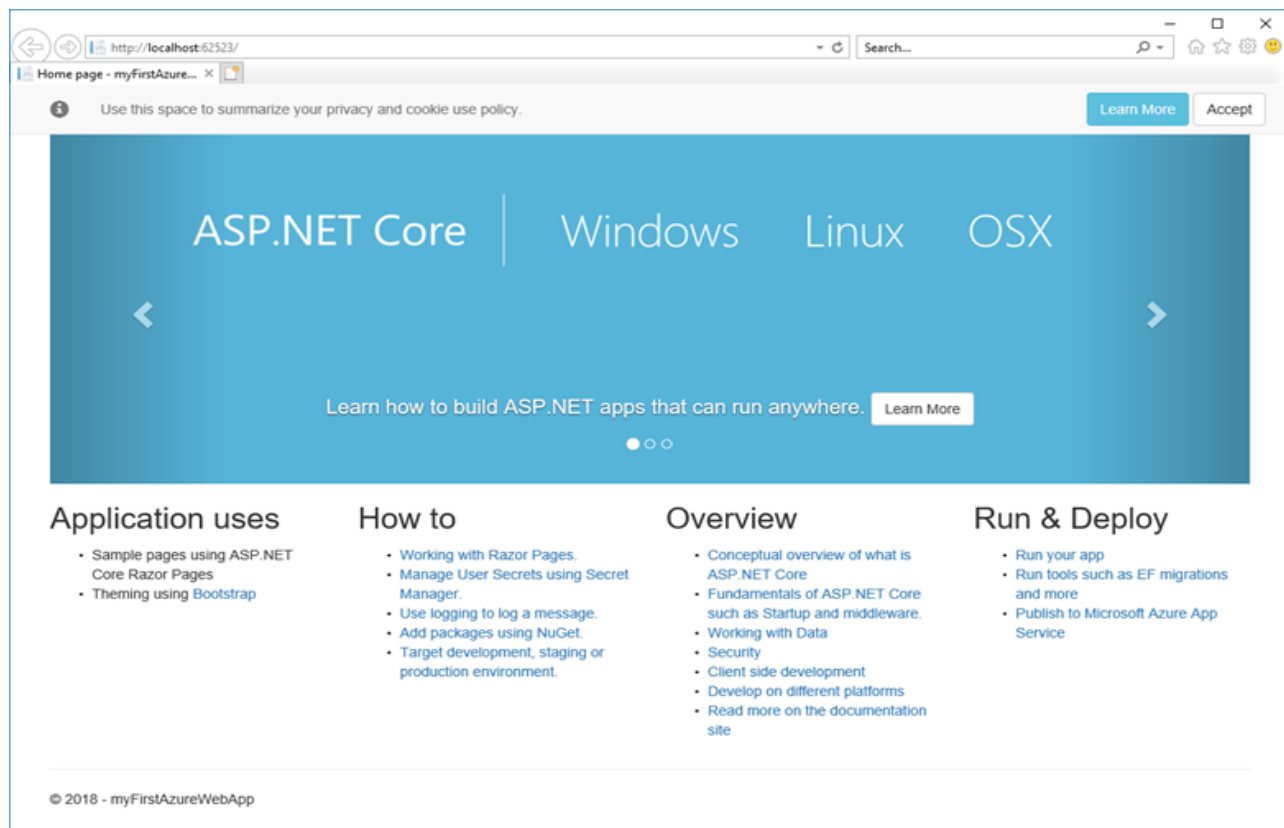 http://localhost:62523/
Search...
Home page - myFirstAzure...
Use this space to summarize your privacy and cookie use policy.
Learn More
Accept
ASP.NET Core
Windows
Linux
OSX
Learn how to build ASP.NET apps that can run anywhere.
Learn More
Application uses
Sample pages using ASP.NET
Core Razor Pages
Theming using Bootstrap
How to
Working with Razor Pages.
Manage User Secrets using Secret
Manager.
Use logging to log a message.
Add packages using NuGet.
Target development, staging or
production environment.
Overview
Conceptual overview of what is
ASP.NET Core
Fundamentals of ASP.NET Core
such as Startup and middleware.
Working with Data
Security
Client side development
Develop on different platforms
Read more on the documentation
site
Run & Deploy
Run your app
Run tools such as EF migrations
and more
Publish to Microsoft Azure App
Service
© 2018 - myFirstAzureWebApp